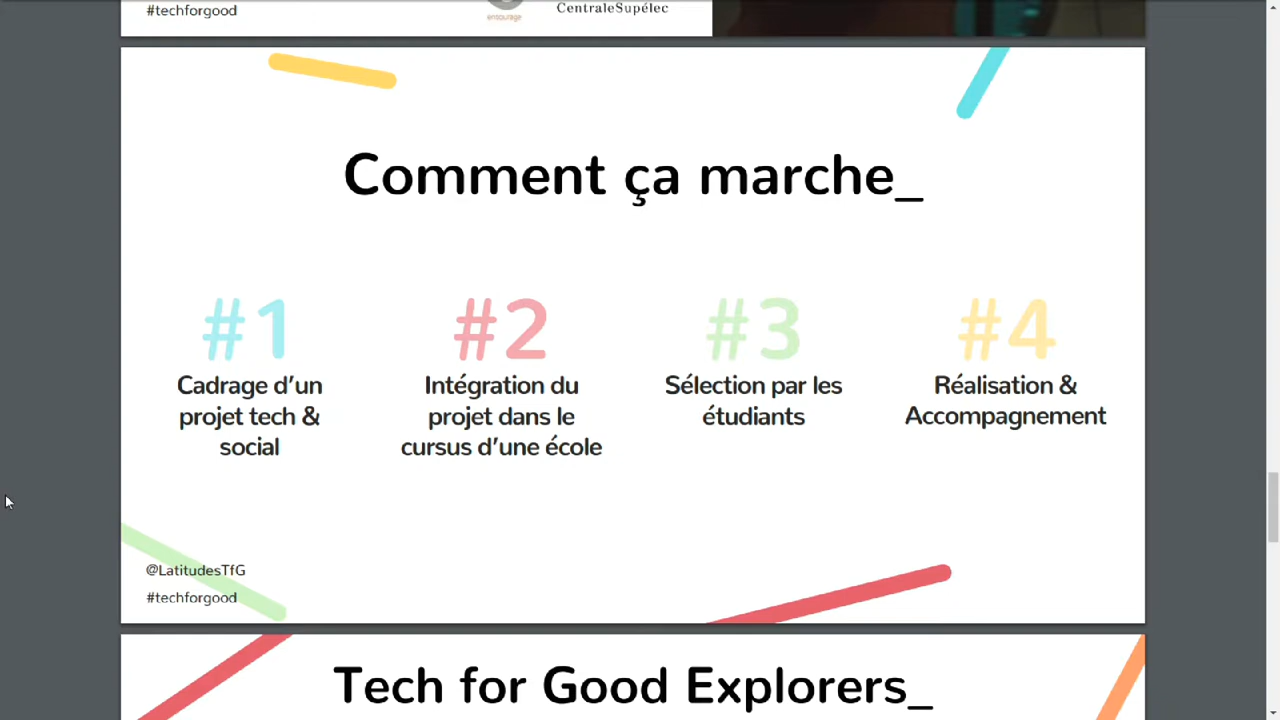 #techforgood
ensourage
CentraleSupélec
Comment ça marche_
#1
Cadrage d’un
projet tech &
social
#2
Intégration du
projet dans le
cursus d’une école
#3
Sélection par les
étudiants
#4
Réalisation &
Accompagnement
@LatitudesTfG
#techforgood
Tech for Good Explorers_